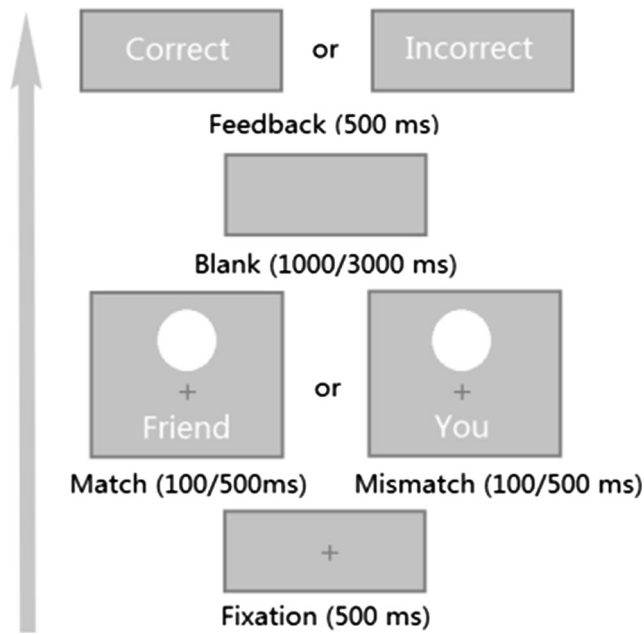 Correct or Incorrect
Feedback (500 ms)
Blank (1000/3000 ms)
+ or +
Friend You
Match (100/500ms) Mismatch (100/500 ms)
+
Fixation (500 ms)